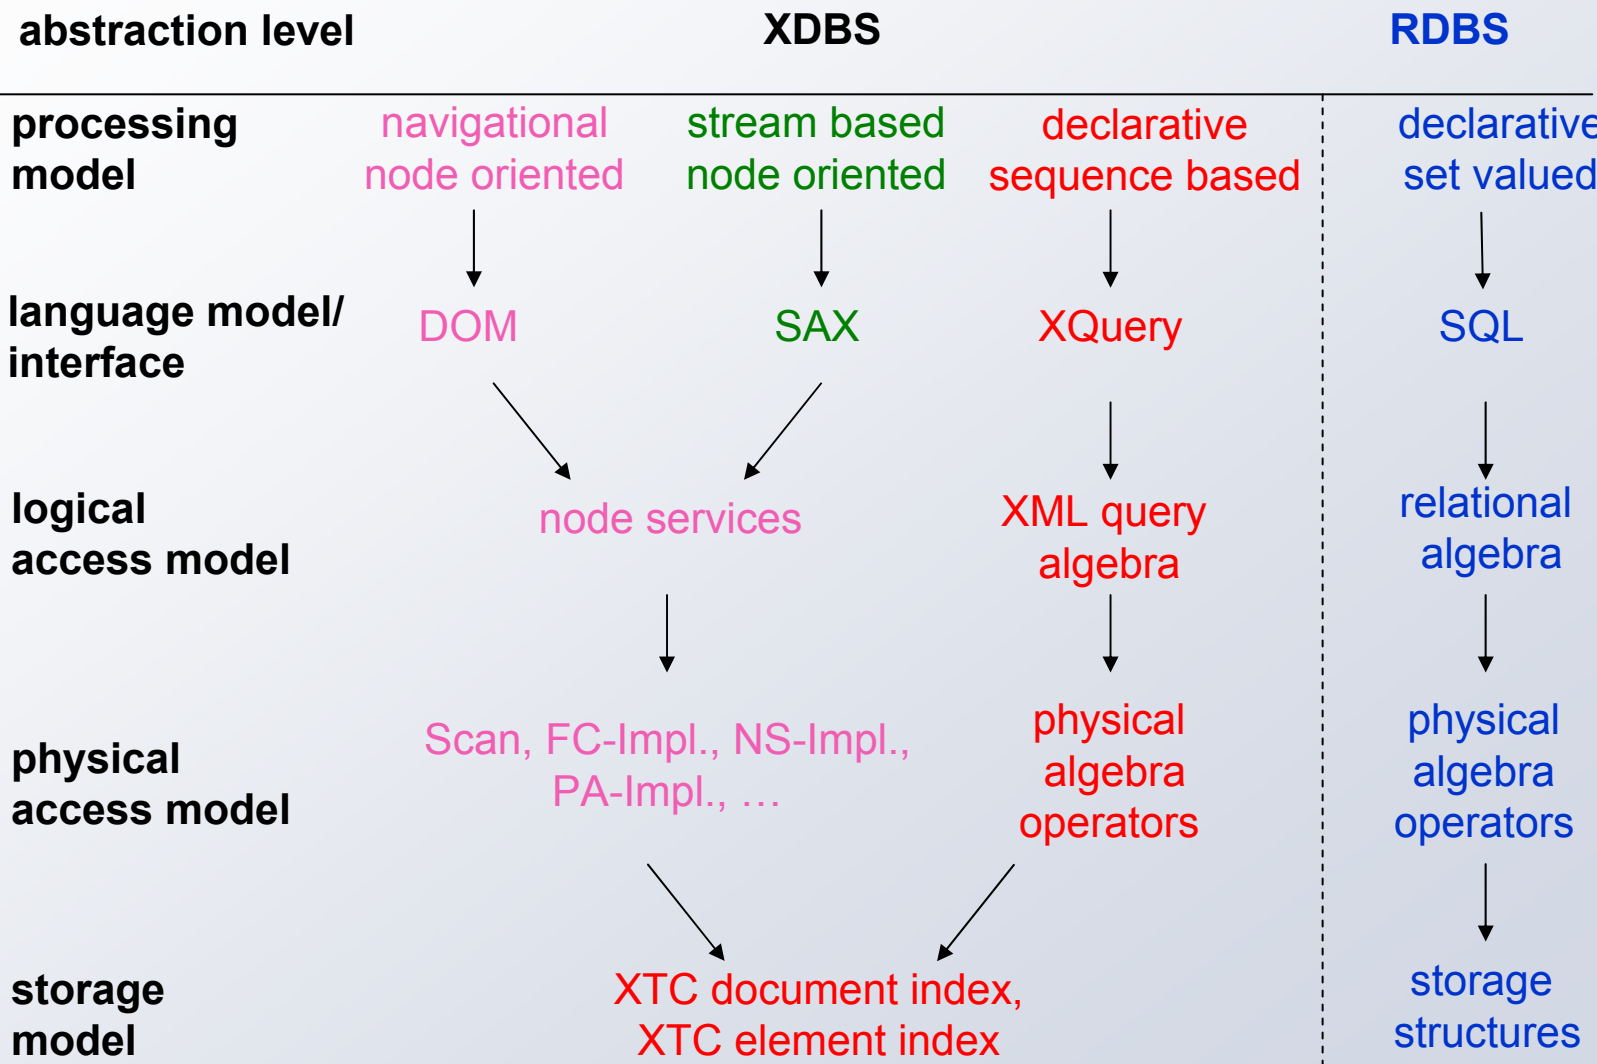 abstraction level XDBS RDBS
processing model
navigational node oriented
stream based node oriented
declarative sequence based
declarative set valued
language model/ interface
DOM
SAX
XQuery
SQL
logical access model
node services
XML query algebra
relational algebra
physical access model
Scan, FC-Impl., NS-Impl., PA-Impl., …
physical algebra operators
physical algebra operators
storage model
XTC document index, XTC element index
storage structures